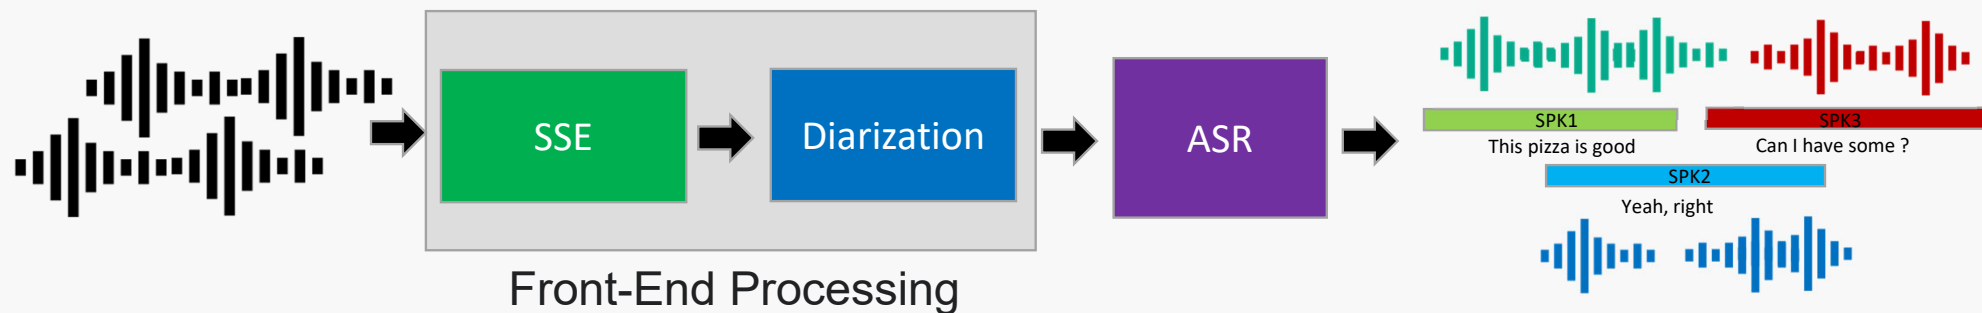 SSE
Diarization
ASR
Front-End Processing
SPK1
This pizza is good
SPK3
Can I have some ?
SPK2
Yeah, right